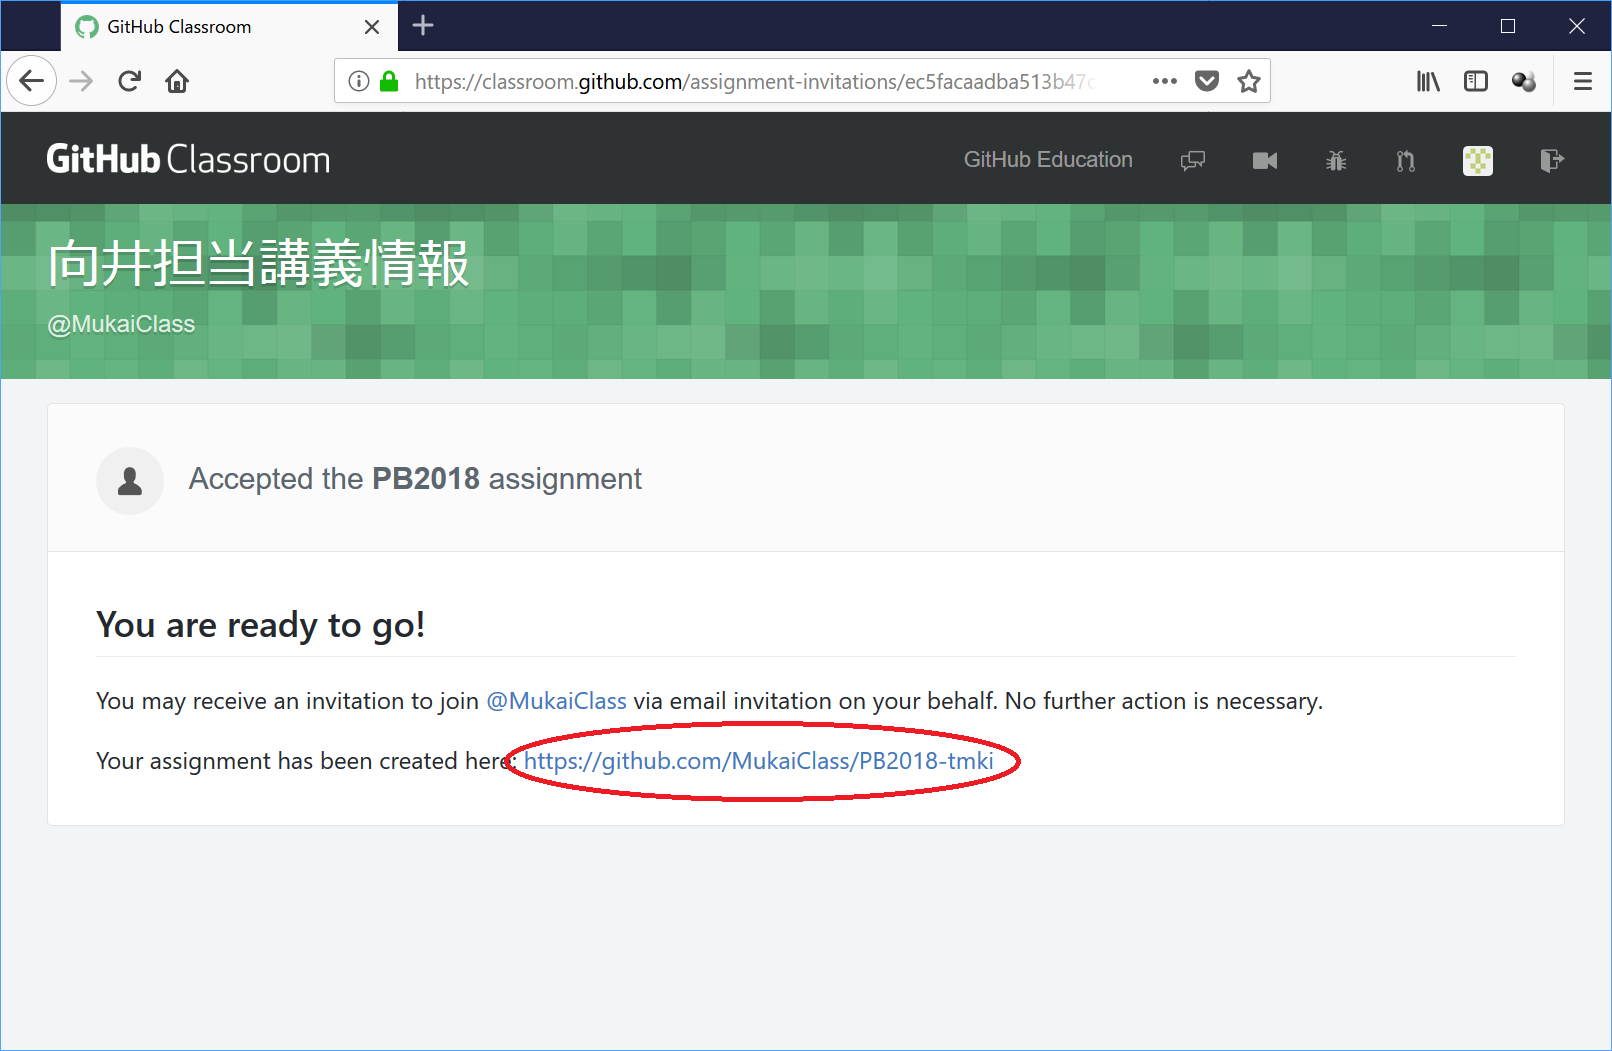 GitHub Classroom
https://classroom.github.com/assignment-invitations/ec5facaadba513b47c
GitHub Classroom
GitHub Education
向井担当講義情報
@MukaiClass
Accepted the PB2018 assignment
You are ready to go!
You may receive an invitation to join @MukaiClass via email invitation on your behalf. No further action is necessary.
Your assignment has been created here: https://github.com/MukaiClass/PB2018-tmki